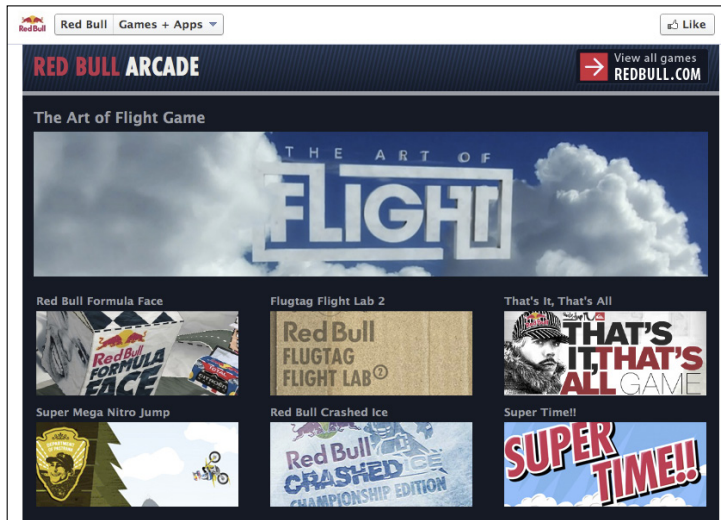 Red Bull
Red Bull Games + Apps
Like
RED BULL ARCADE
View all games
REDBULL.COM
The Art of Flight Game
THE ART OF
FLIGHT
Red Bull Formula Face
Flugtag Flight Lab 2
That's It, That's All
Red Bull
FORMULA
FACE
Red Bull
FLUGTAG
FLIGHT LAB 2
THAT'S
IT, THAT'S
ALL GAME
Super Mega Nitro Jump
Red Bull Crashed Ice
Super Time!!
Red Bull
CRASHED ICE
CHAMPIONSHIP EDITION
SUPER
TIME!!